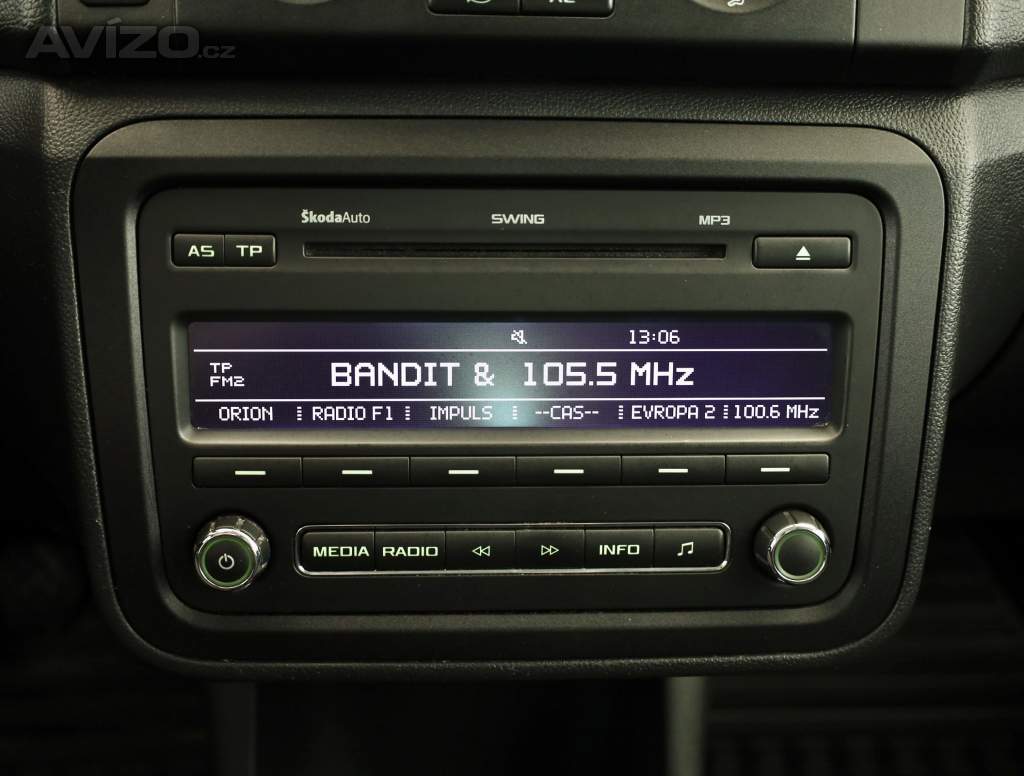 AVÍZO.cz
ŠkodaAuto SWING MP3
AS TP
13:06
TP
FM2
BANDIT & 105.5 MHz
ORION RADIO F1 IMPULS --CAS-- EVROPA 2 100.6 MHz
MEDIA RADIO INFO